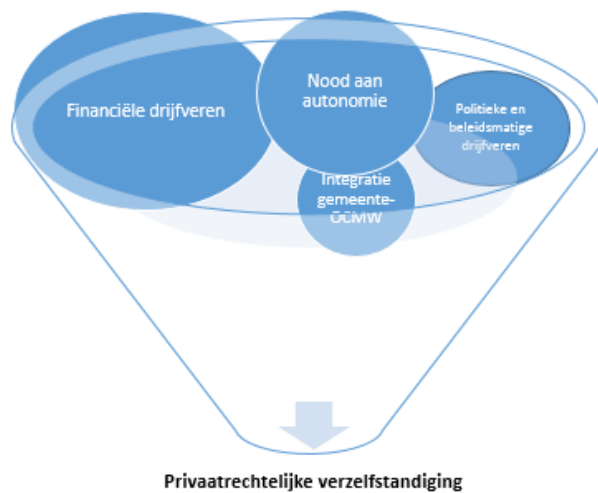 Financiële drijfveren
Nood aan
autonomie
Politieke en
beleidsmatige
drijfveren
Integratie
gemeente-
OCMW
Privaatrechtelijke verzelfstandiging